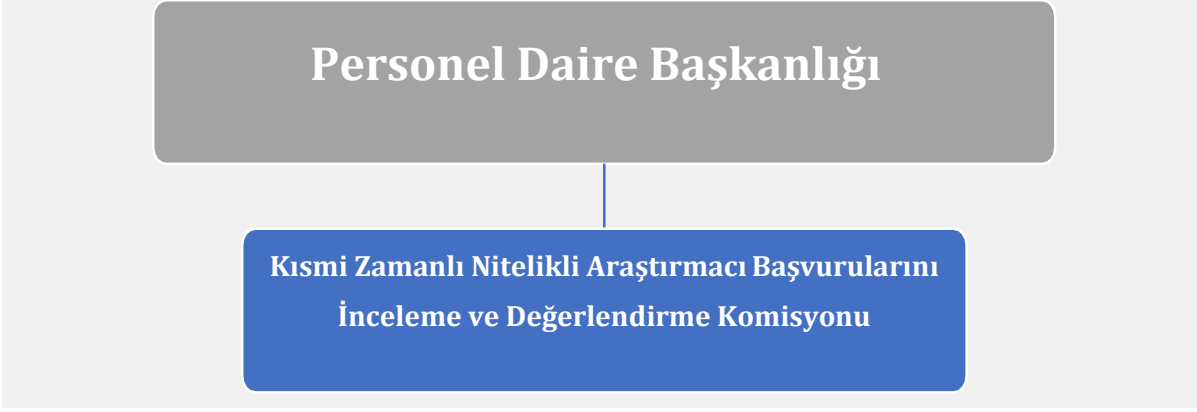 Personel Daire Başkanlığı
Kısmi Zamanlı Nitelikli Araştırmacı Başvurularını
İnceleme ve Değerlendirme Komisyonu